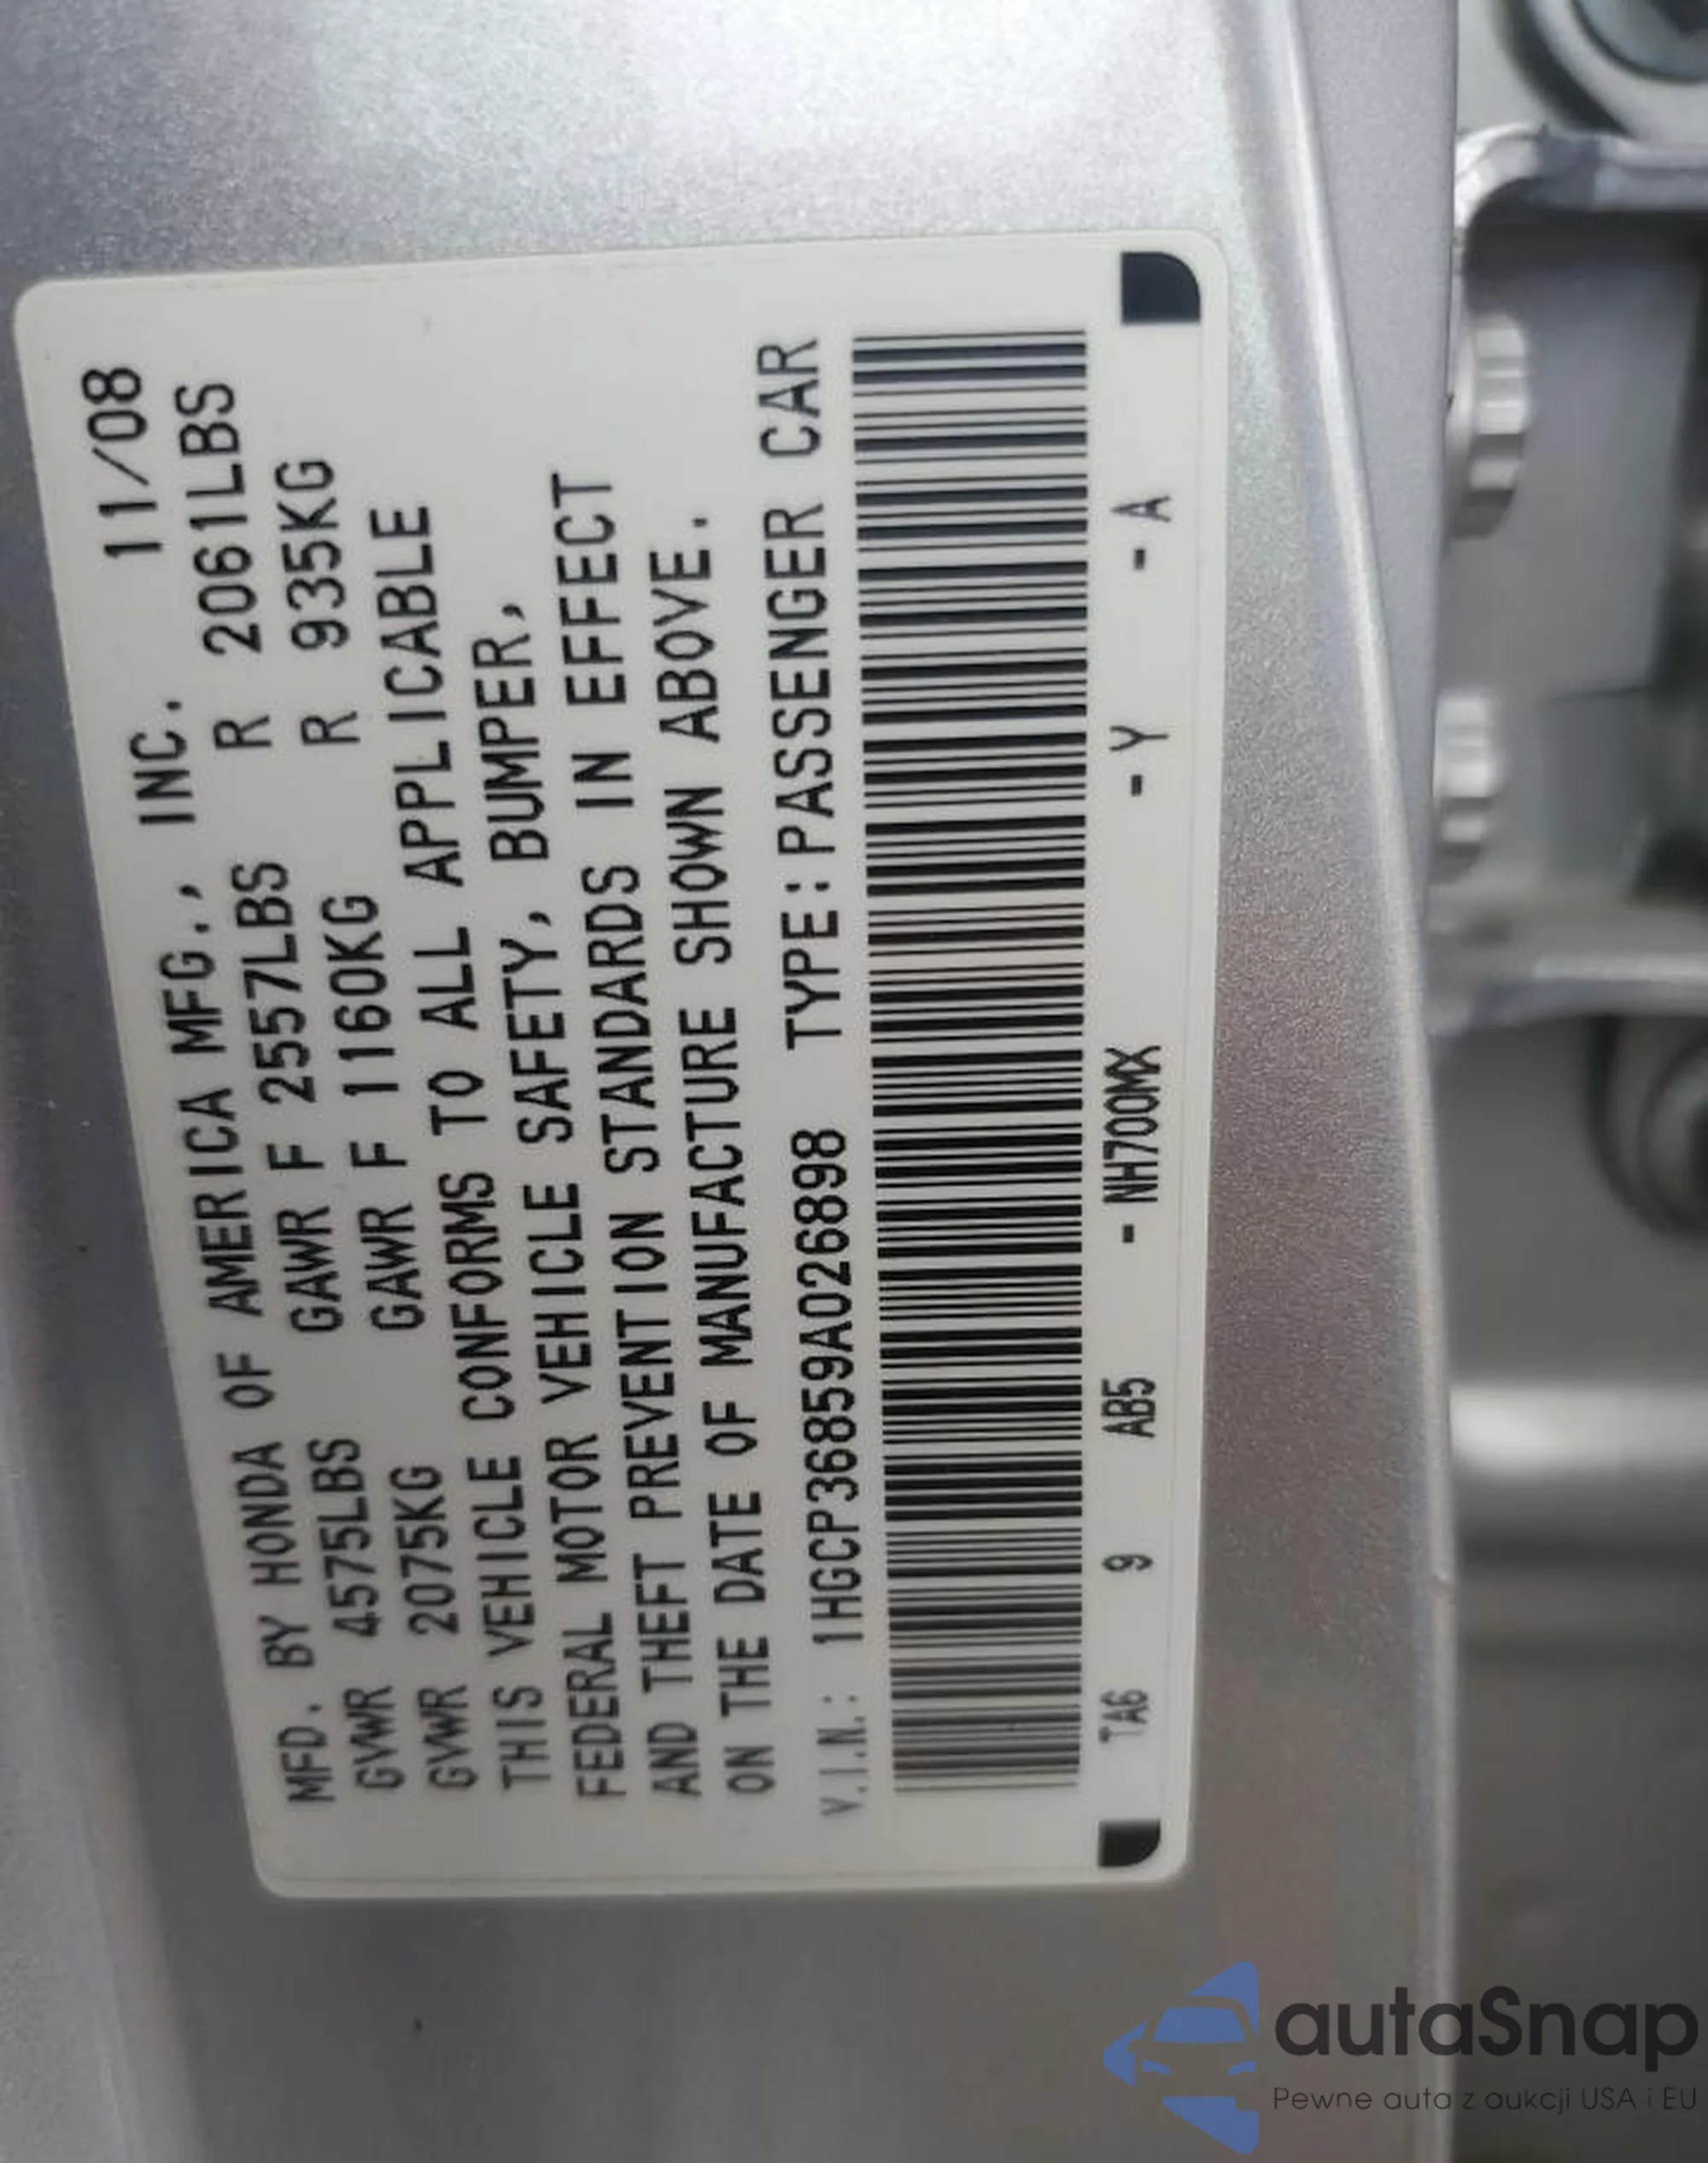 MFD. BY HONDA OF AMERICA MFG., INC. 11/08
GVWR 4575LBS GAWR F 2557LBS R 2061LBS
GVWR 2075KG GAWR F 1160KG R 935KG
THIS VEHICLE CONFORMS TO ALL APPLICABLE
FEDERAL MOTOR VEHICLE SAFETY, BUMPER,
AND THEFT PREVENTION STANDARDS IN EFFECT
ON THE DATE OF MANUFACTURE SHOWN ABOVE.
V.I.N.: 1HGCP36859A026898 TYPE:PASSENGER CAR
TA6 9 AB5 -NH700MX -Y -A
autaSnap
Pewne auta z aukcji USA i EU